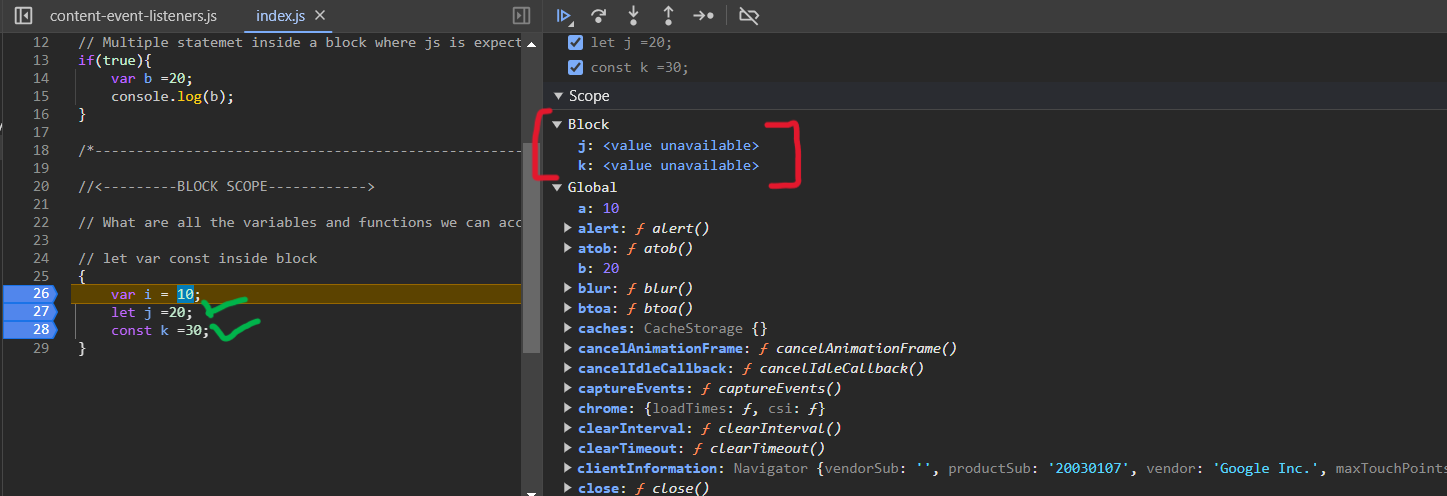 content-event-listeners.js index.js ×
12 // Multiple statemet inside a block where js is expect
13 if(true){
14 var b =20;
15 console.log(b);
16 }
17
18 /*----------------------------------------------------
19
20 //<---------BLOCK SCOPE------------>
21
22 // What are all the variables and functions we can acc
23
24 // let var const inside block
25 {
26 var i = 10;
27 let j =20;
28 const k =30;
29 }
let j =20;
const k =30;
Scope
Block
j: <value unavailable>
k: <value unavailable>
Global
a: 10
alert: ƒ alert()
atob: ƒ atob()
b: 20
blur: ƒ blur()
btoa: ƒ btoa()
caches: CacheStorage {}
cancelAnimationFrame: ƒ cancelAnimationFrame()
cancelIdleCallback: ƒ cancelIdleCallback()
captureEvents: ƒ captureEvents()
chrome: {loadTimes: ƒ, csi: ƒ}
clearInterval: ƒ clearInterval()
clearTimeout: ƒ clearTimeout()
clientInformation: Navigator {vendorSub: '', productSub: '20030107', vendor: 'Google Inc.', maxTouchPoints
close: ƒ close()